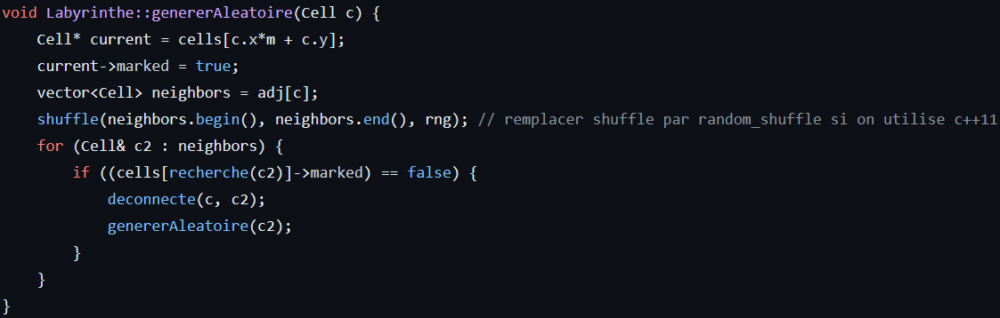 void Labyrinthe::genererAleatoire(Cell c) {
    Cell* current = cells[c.x*m + c.y];
    current->marked = true;
    vector<Cell> neighbors = adj[c];
    shuffle(neighbors.begin(), neighbors.end(), rng); // remplacer shuffle par random_shuffle si on utilise c++11
    for (Cell& c2 : neighbors) {
        if ((cells[recherche(c2)]->marked) == false) {
            deconnecte(c, c2);
            genererAleatoire(c2);
        }
    }
}